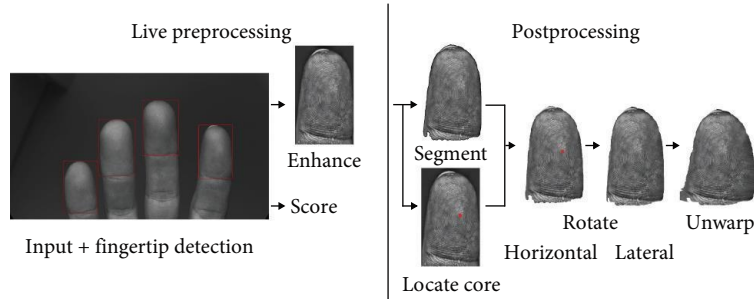 Live preprocessing
Postprocessing
Enhance
Score
Input + fingertip detection
Segment
Locate core
Rotate
Horizontal
Lateral
Unwarp